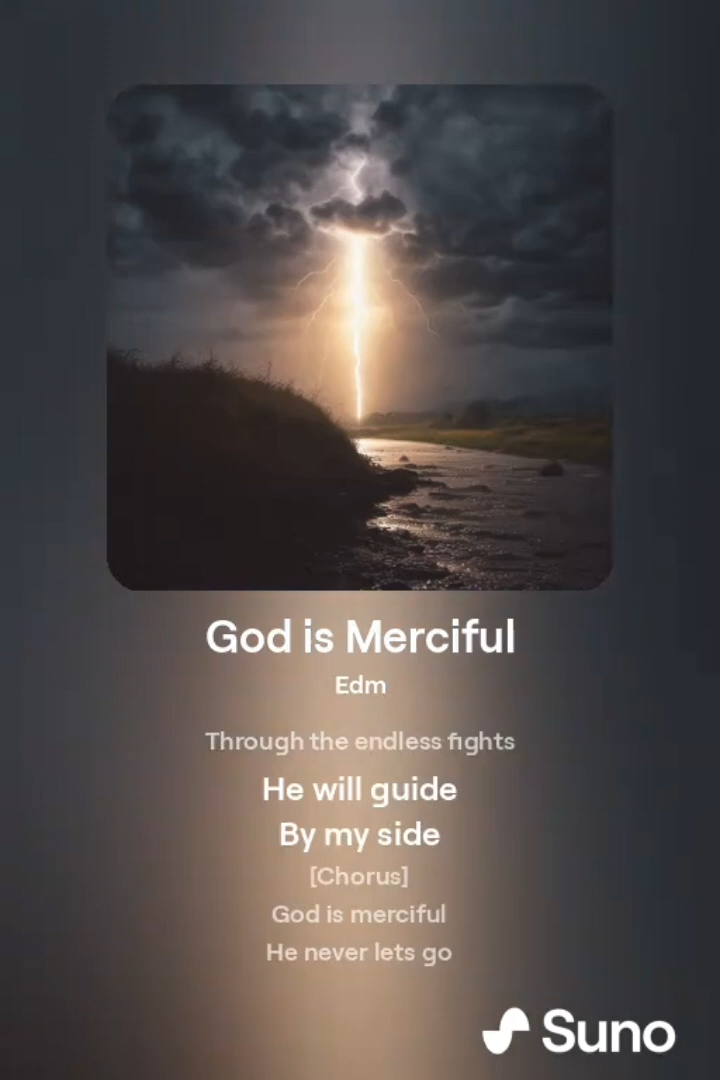 God is Merciful
Edm
Through the endless fights
He will guide
By my side
[Chorus]
God is merciful
He never lets go
Suno